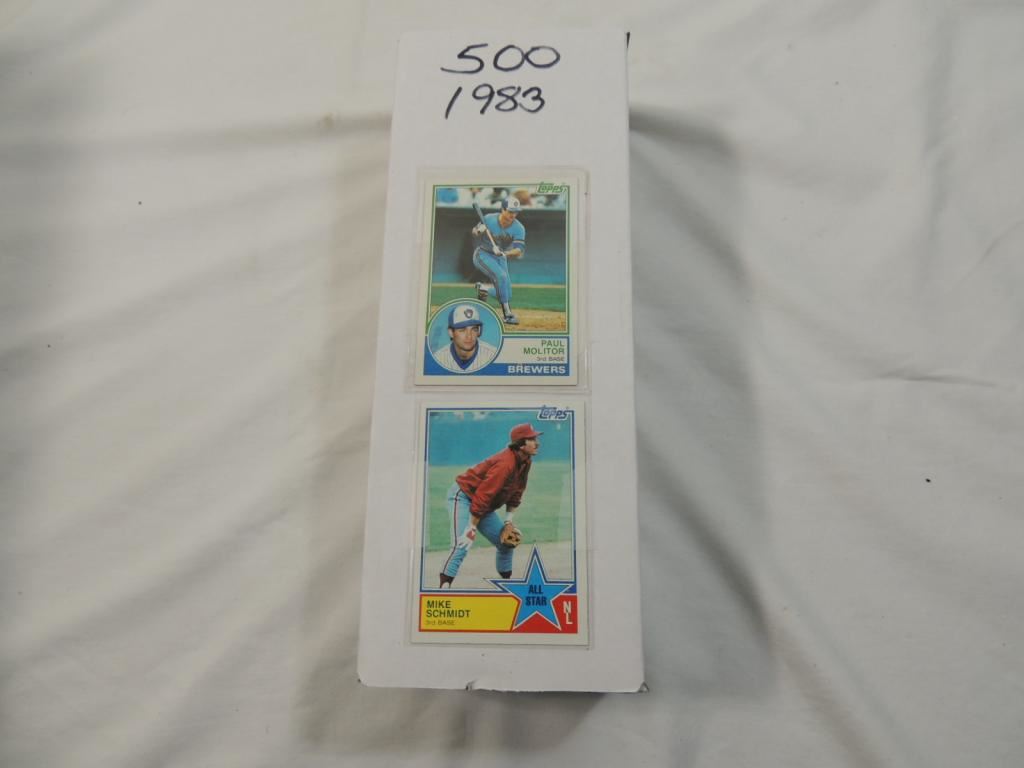 500
1983
Topps
PAUL
MOLITOR
3rd BASE
BREWERS
Topps
ALL
STAR
NL
MIKE
SCHMIDT
3rd BASE